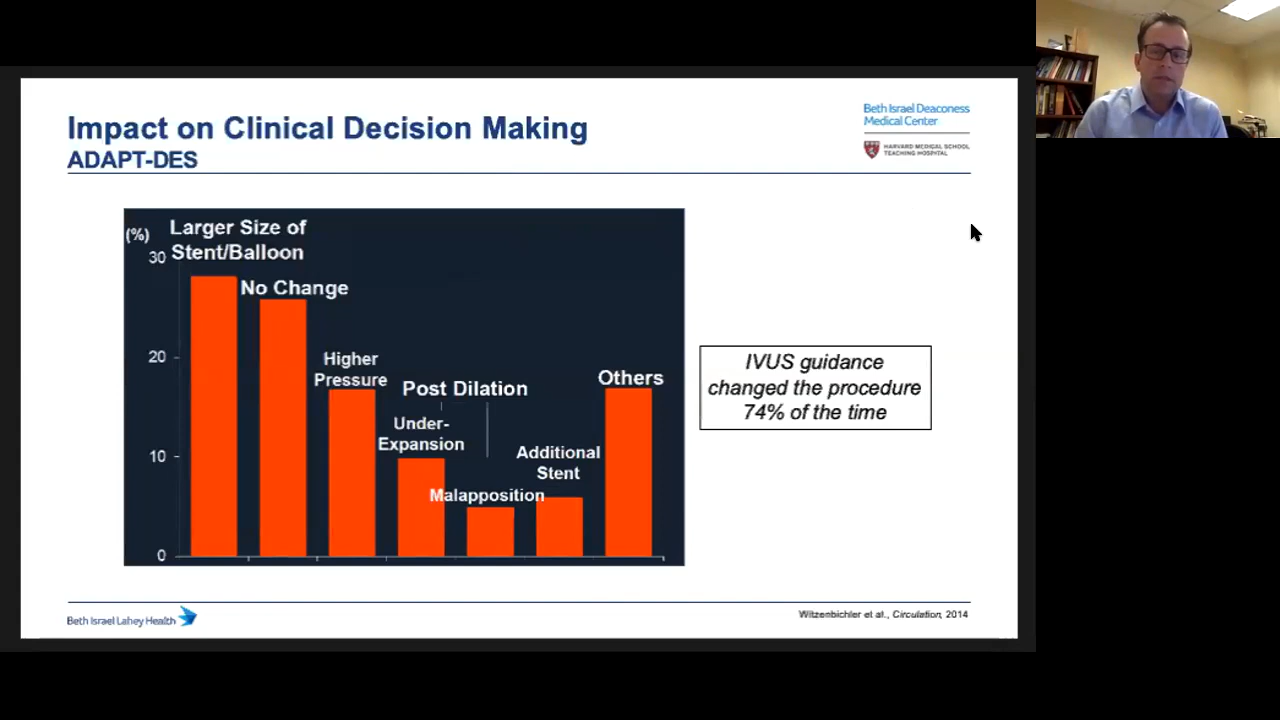 Impact on Clinical Decision Making
ADAPT-DES
Beth Israel Deaconess
Medical Center
HARVARD MEDICAL SCHOOL
TEACHING HOSPITAL
(%)
Larger Size of
Stent/Balloon
30
No Change
20
Higher
Pressure
Post Dilation
Under-
Expansion
Others
10
Additional
Stent
Malapposition
0
IVUS guidance
changed the procedure
74% of the time
Beth Israel Lahey Health
Witzenbichler et al., Circulation, 2014